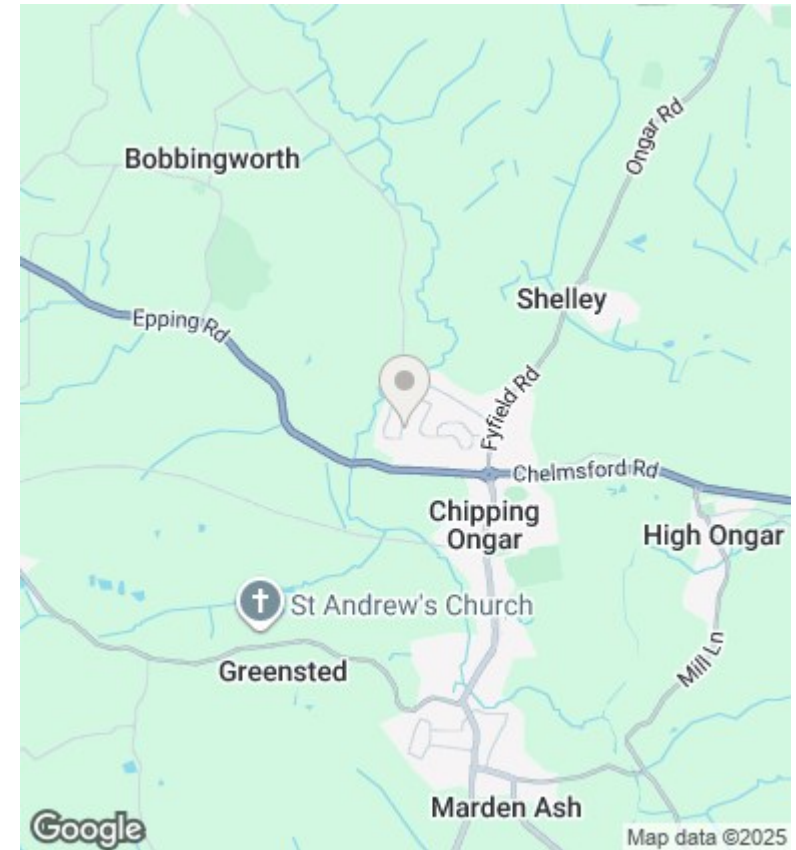 Bobbingworth
Ongar Rd
Shelley
Epping Rd
Fyfield Rd
Chelmsford Rd
Chipping
Ongar
High Ongar
St Andrew's Church
Greensted
Mill Ln
Marden Ash
Google
Map data ©2025